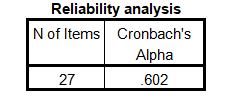 Reliability analysis
N of Items Cronbach's
Alpha
27 .602